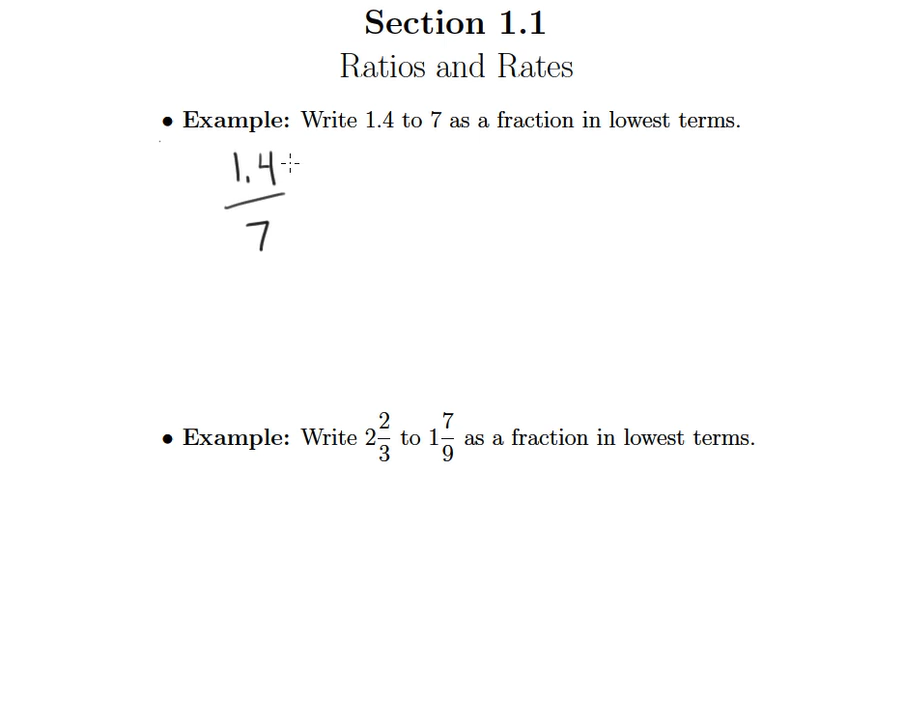 Section 1.1
Ratios and Rates
• Example: Write 1.4 to 7 as a fraction in lowest terms.
1.4
7
• Example: Write 2 2/3 to 1 7/9 as a fraction in lowest terms.